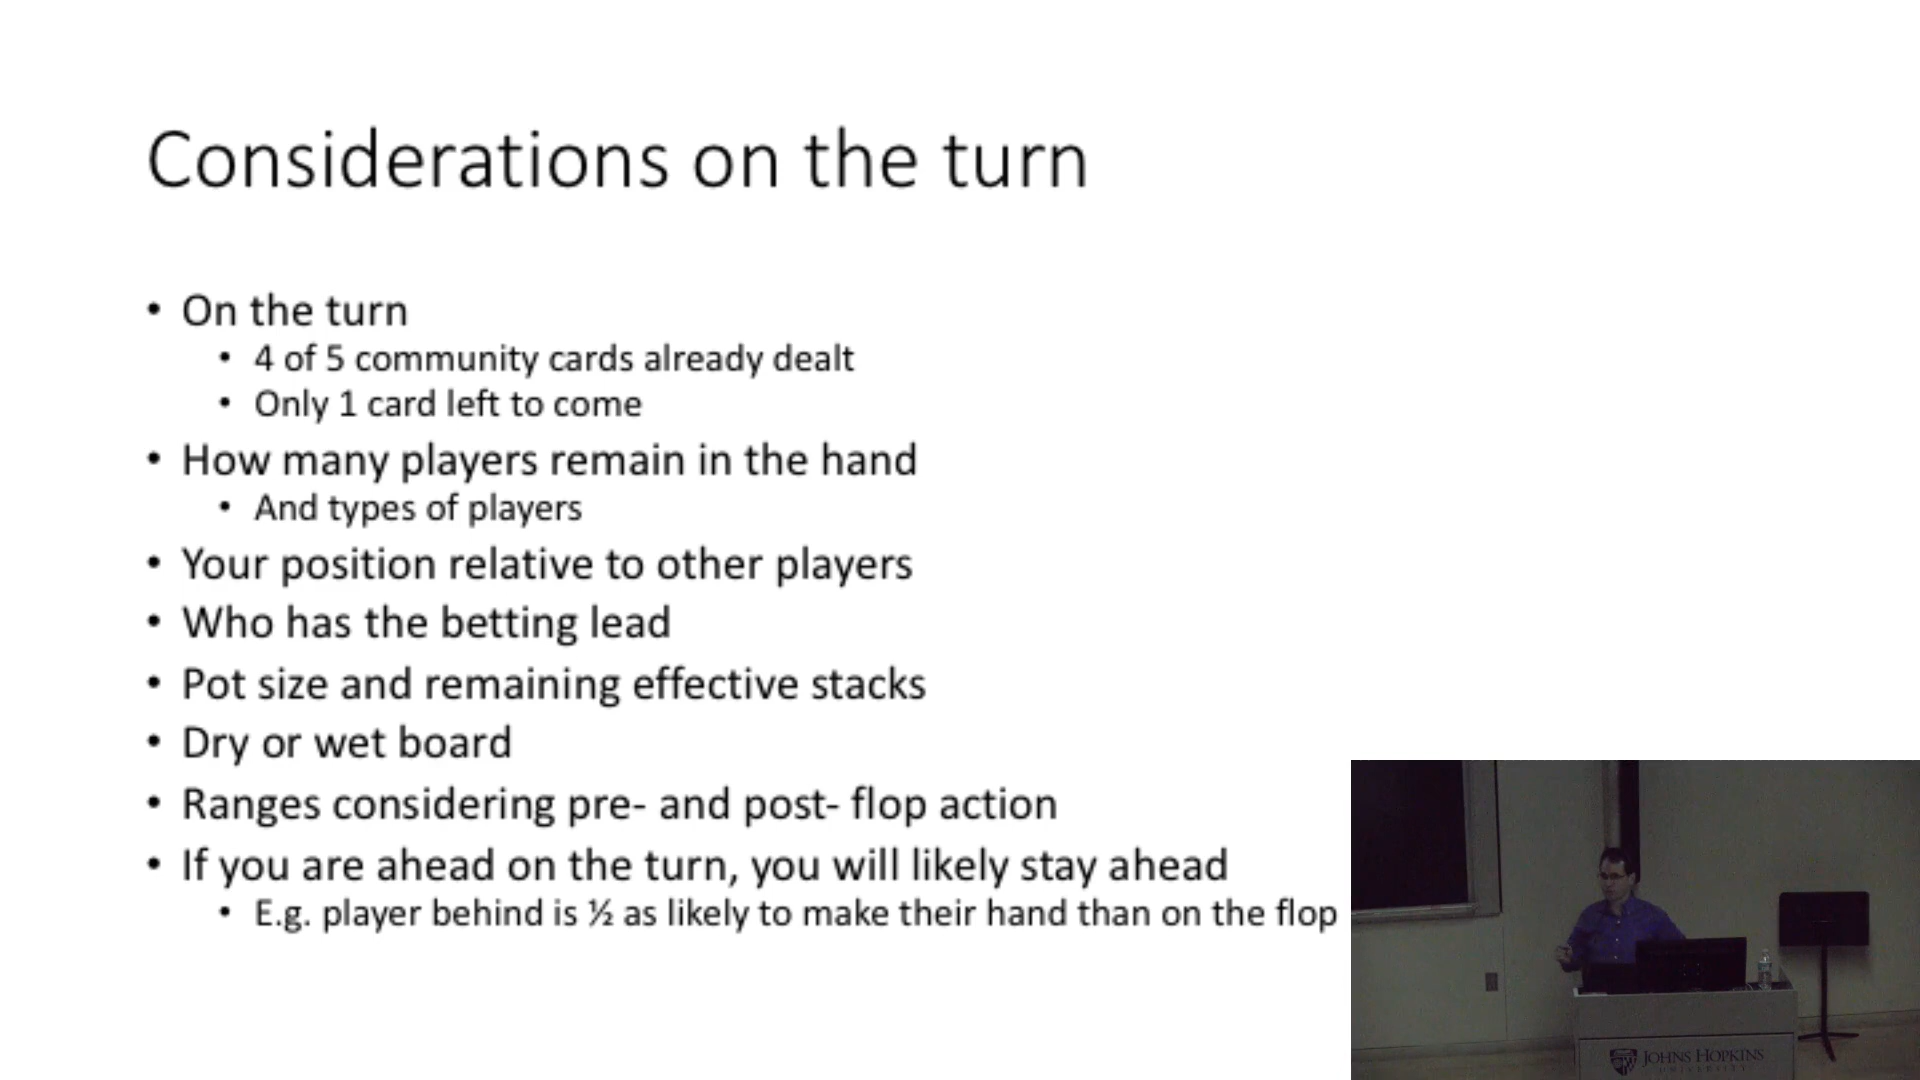 Considerations on the turn
• On the turn
• 4 of 5 community cards already dealt
• Only 1 card left to come
• How many players remain in the hand
• And types of players
• Your position relative to other players
• Who has the betting lead
• Pot size and remaining effective stacks
• Dry or wet board
• Ranges considering pre- and post- flop action
• If you are ahead on the turn, you will likely stay ahead
• E.g. player behind is ½ as likely to make their hand than on the flop
JOHNS HOPKINS
UNIVERSITY